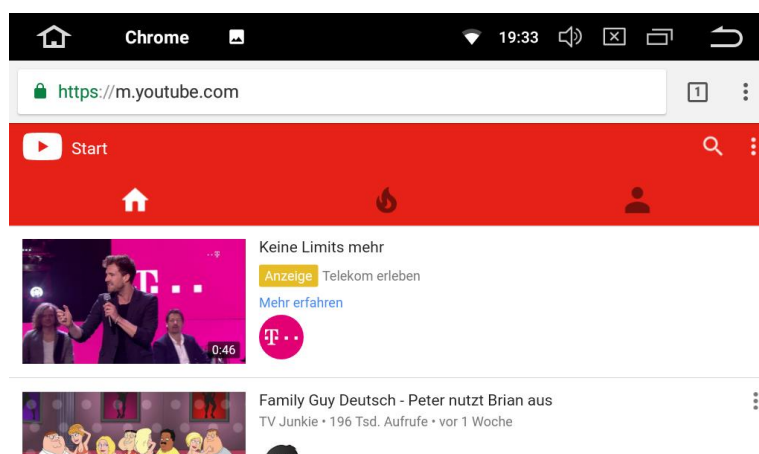 Chrome
19:33
https://m.youtube.com
1
Start
Keine Limits mehr
Anzeige Telekom erleben
Mehr erfahren
T
0:46
T
Family Guy Deutsch - Peter nutzt Brian aus
TV Junkie • 196 Tsd. Aufrufe • vor 1 Woche